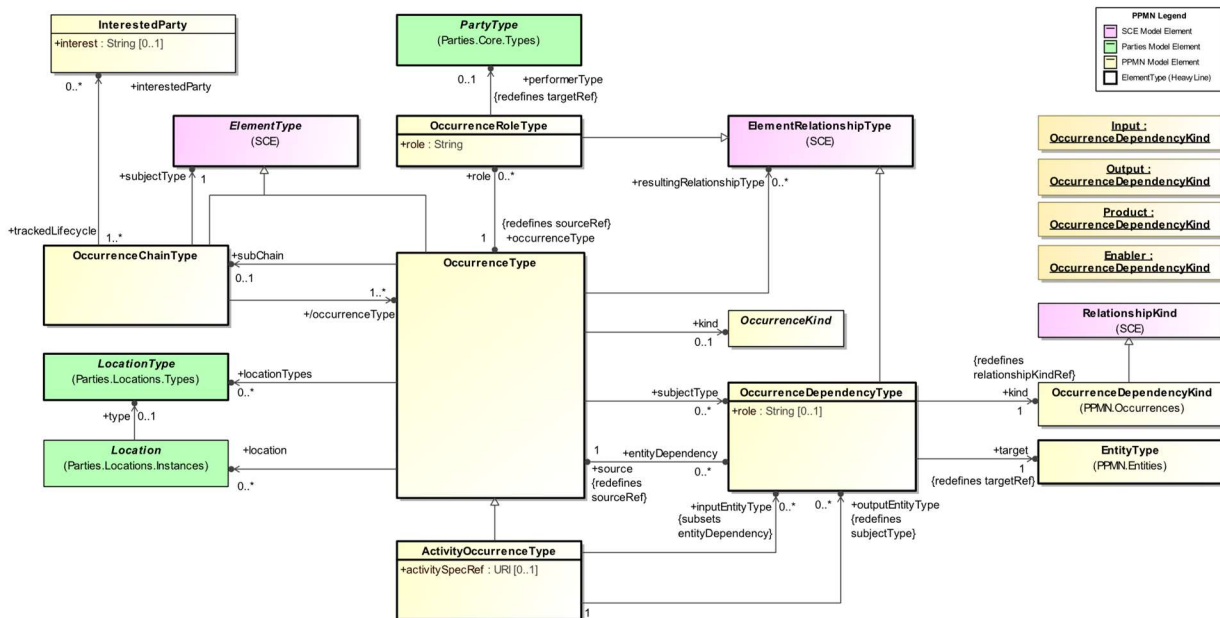 InterestedParty
+interest : String [0..1]
0..*
+interestedParty
PartyType
(Parties.Core.Types)
0..1
+performerType
{redefines targetRef}
PPMN Legend
SCE Model Element
Parties Model Element
PPMN Model Element
ElementType (Heavy Line)
ElementType
(SCE)
OccurrenceRoleType
+role : String
ElementRelationshipType
(SCE)
Input :
OccurrenceDependencyKind
Output :
OccurrenceDependencyKind
Product :
OccurrenceDependencyKind
Enabler :
OccurrenceDependencyKind
+subjectType
1
+role
0..*
+resultingRelationshipType
0..*
+trackedLifecycle
1..*
{redefines sourceRef}
1
+occurrenceType
OccurrenceChainType
+subChain
0..1
1..*
+/occurrenceType
OccurrenceType
+kind
0..1
OccurrenceKind
RelationshipKind
(SCE)
LocationType
(Parties.Locations.Types)
+locationTypes
0..*
+type
0..1
Location
(Parties.Locations.Instances)
+location
0..*
+subjectType
0..*
OccurrenceDependencyType
+role : String [0..1]
{redefines
relationshipKindRef}
+kind
1
OccurrenceDependencyKind
(PPMN.Occurrences)
1
+entityDependency
+source
0..*
{redefines
sourceRef}
+target
1
{redefines targetRef}
EntityType
(PPMN.Entities)
+inputEntityType
0..*
{subsets
entityDependency}
+outputEntityType
0..*
{redefines
subjectType}
ActivityOccurrenceType
+activitySpecRef : URI [0..1]
1